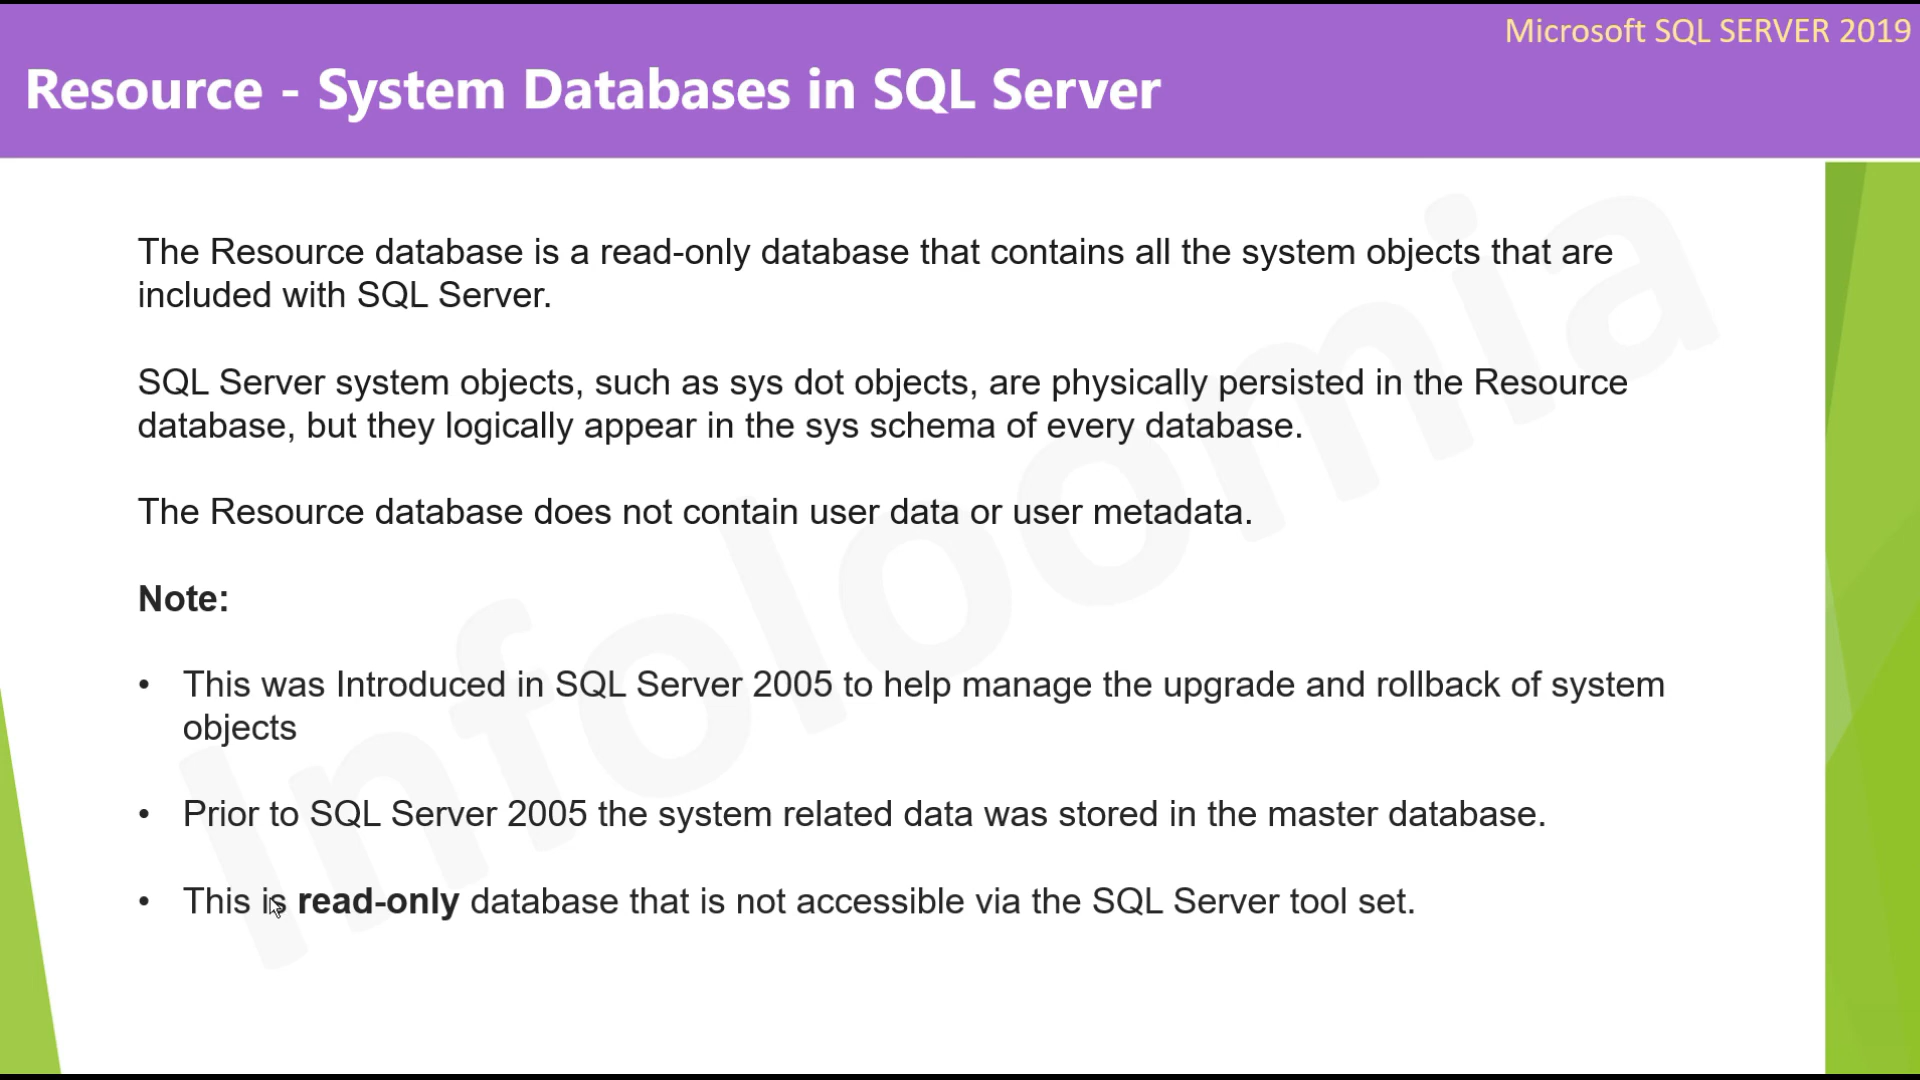 Microsoft SQL SERVER 2019
Resource - System Databases in SQL Server
The Resource database is a read-only database that contains all the system objects that are
included with SQL Server.
SQL Server system objects, such as sys dot objects, are physically persisted in the Resource
database, but they logically appear in the sys schema of every database.
The Resource database does not contain user data or user metadata.
Note:
• This was Introduced in SQL Server 2005 to help manage the upgrade and rollback of system
objects
• Prior to SQL Server 2005 the system related data was stored in the master database.
• This is read-only database that is not accessible via the SQL Server tool set.
Infoloomia